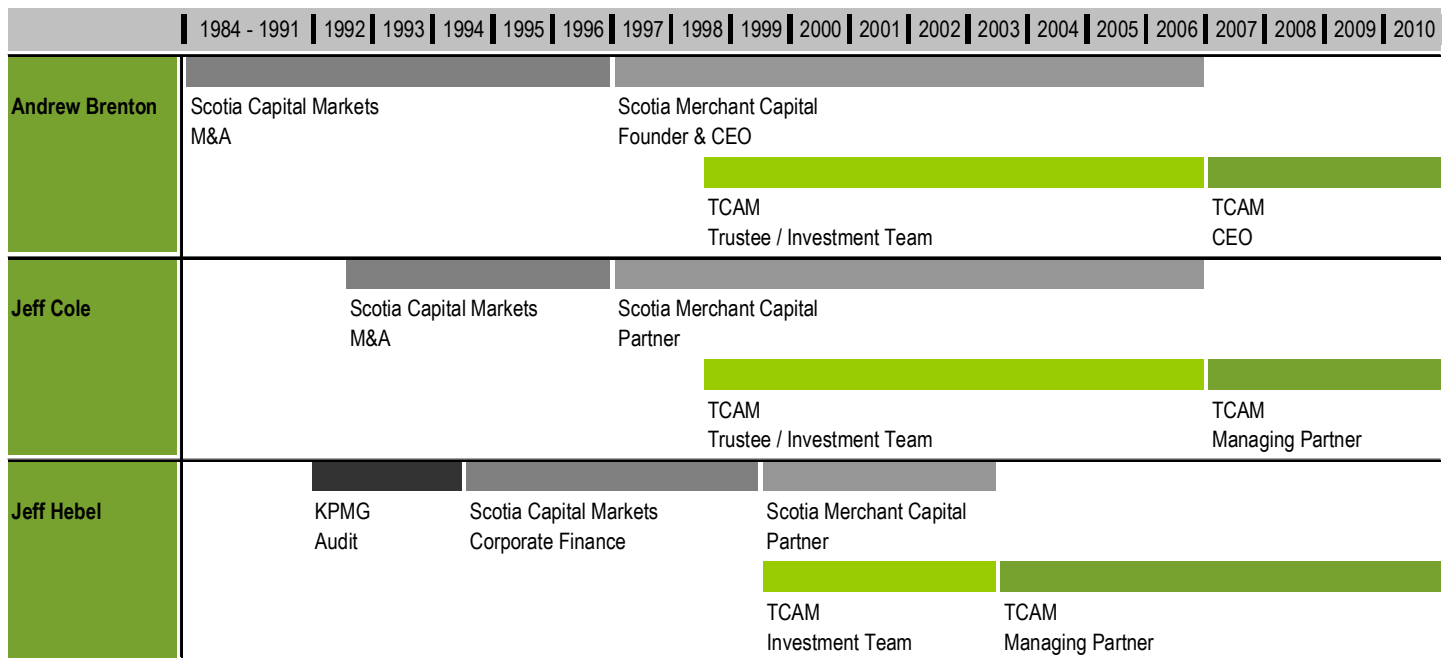 1984 - 1991 1992 1993 1994 1995 1996 1997 1998 1999 2000 2001 2002 2003 2004 2005 2006 2007 2008 2009 2010
Andrew Brenton
Scotia Capital Markets
M&A
Scotia Merchant Capital
Founder & CEO
TCAM
Trustee / Investment Team
TCAM
CEO
Jeff Cole
Scotia Capital Markets
M&A
Scotia Merchant Capital
Partner
TCAM
Trustee / Investment Team
TCAM
Managing Partner
Jeff Hebel
KPMG
Audit
Scotia Capital Markets
Corporate Finance
Scotia Merchant Capital
Partner
TCAM
Investment Team
TCAM
Managing Partner